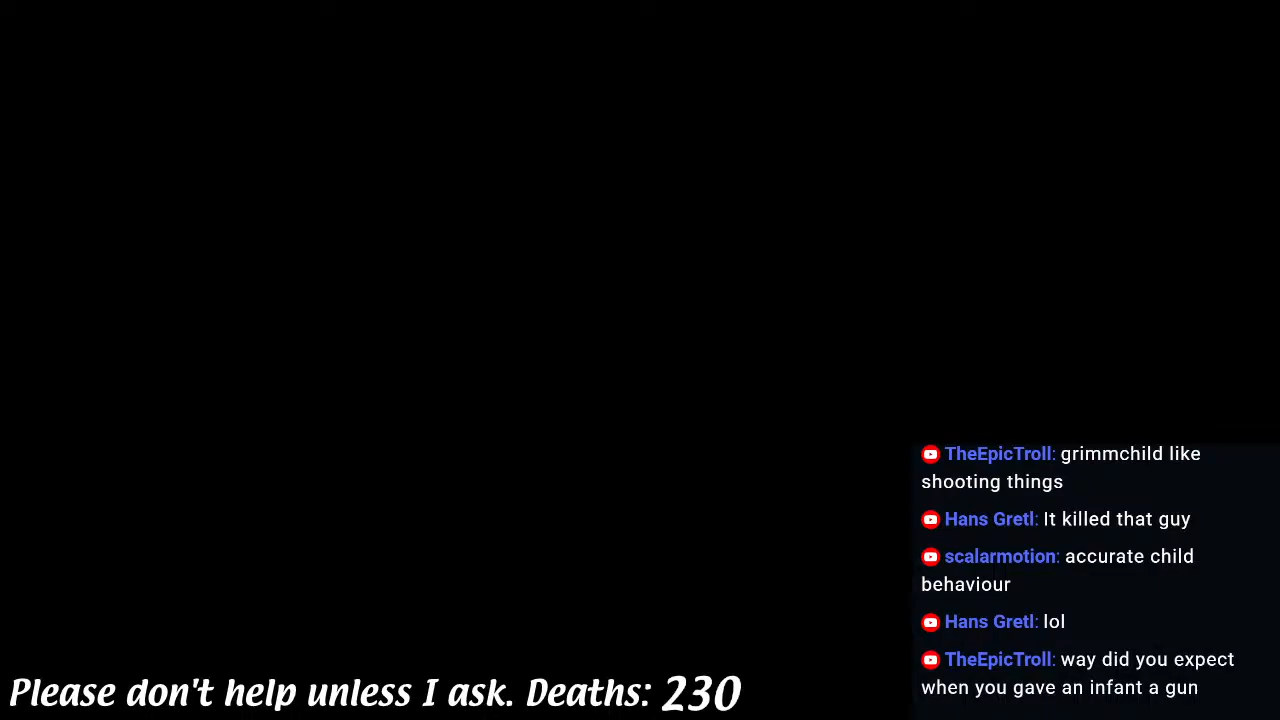 TheEpicTroll: grimmchild like
shooting things
Hans Gretl: It killed that guy
scalarmotion: accurate child
behaviour
Hans Gretl: lol
TheEpicTroll: way did you expect
when you gave an infant a gun
Please don't help unless I ask. Deaths: 230